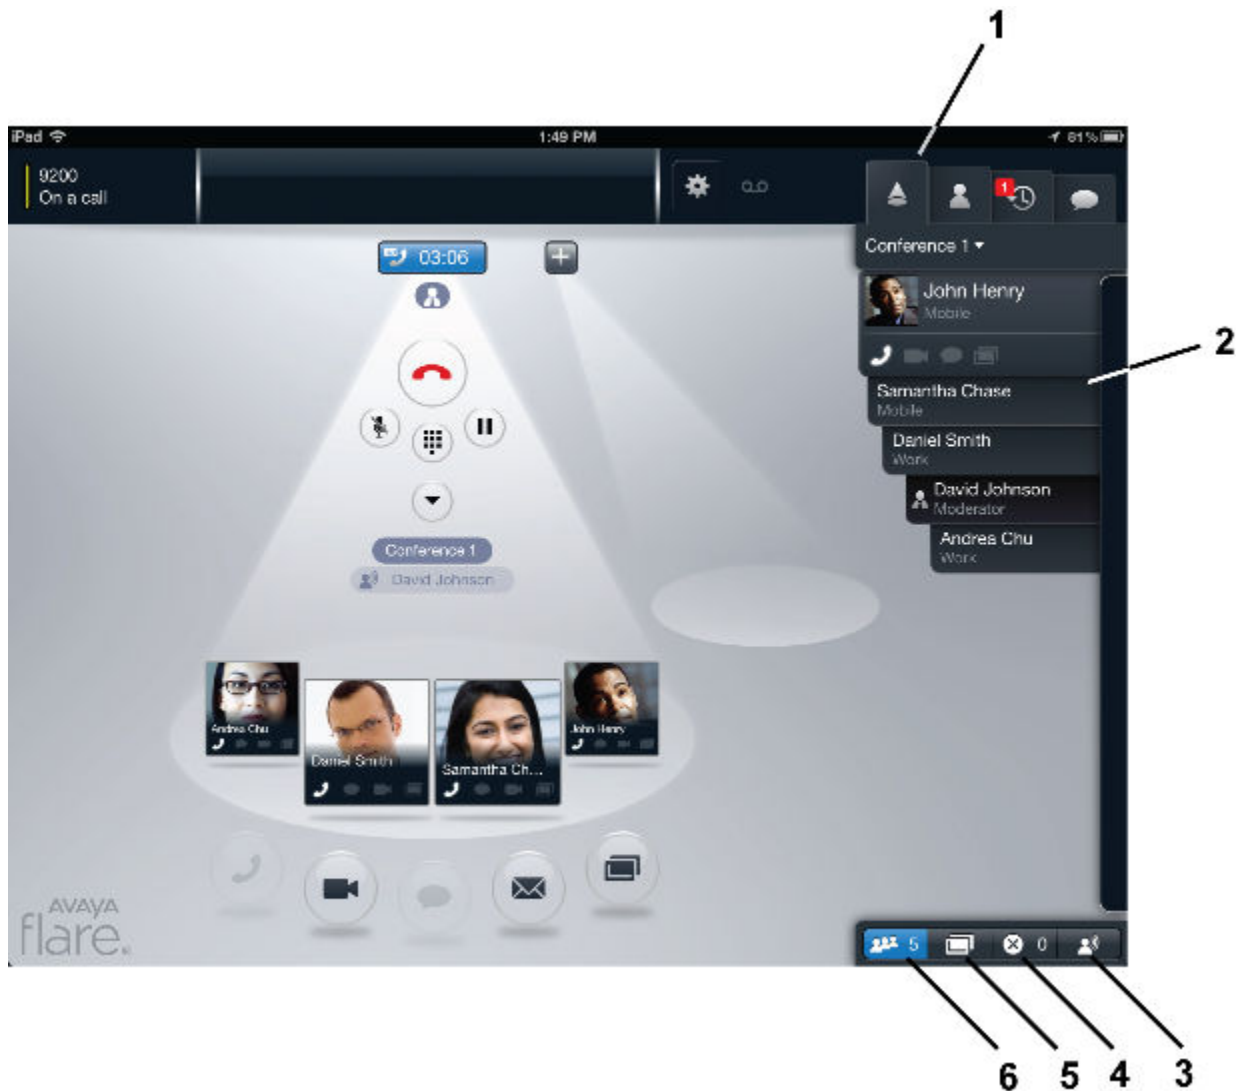 1
iPad
1:49 PM
81%
9200
On a call
1
Conference 1
03:06
John Henry
Mobile
2
Samantha Chase
Mobile
Daniel Smith
Work
David Johnson
Moderator
Andrea Chu
Work
Conference 1
David Johnson
Andrea Chu
Daniel Smith
Samantha Ch...
John Henry
AVAYA
flare
5
0
6
5
4
3